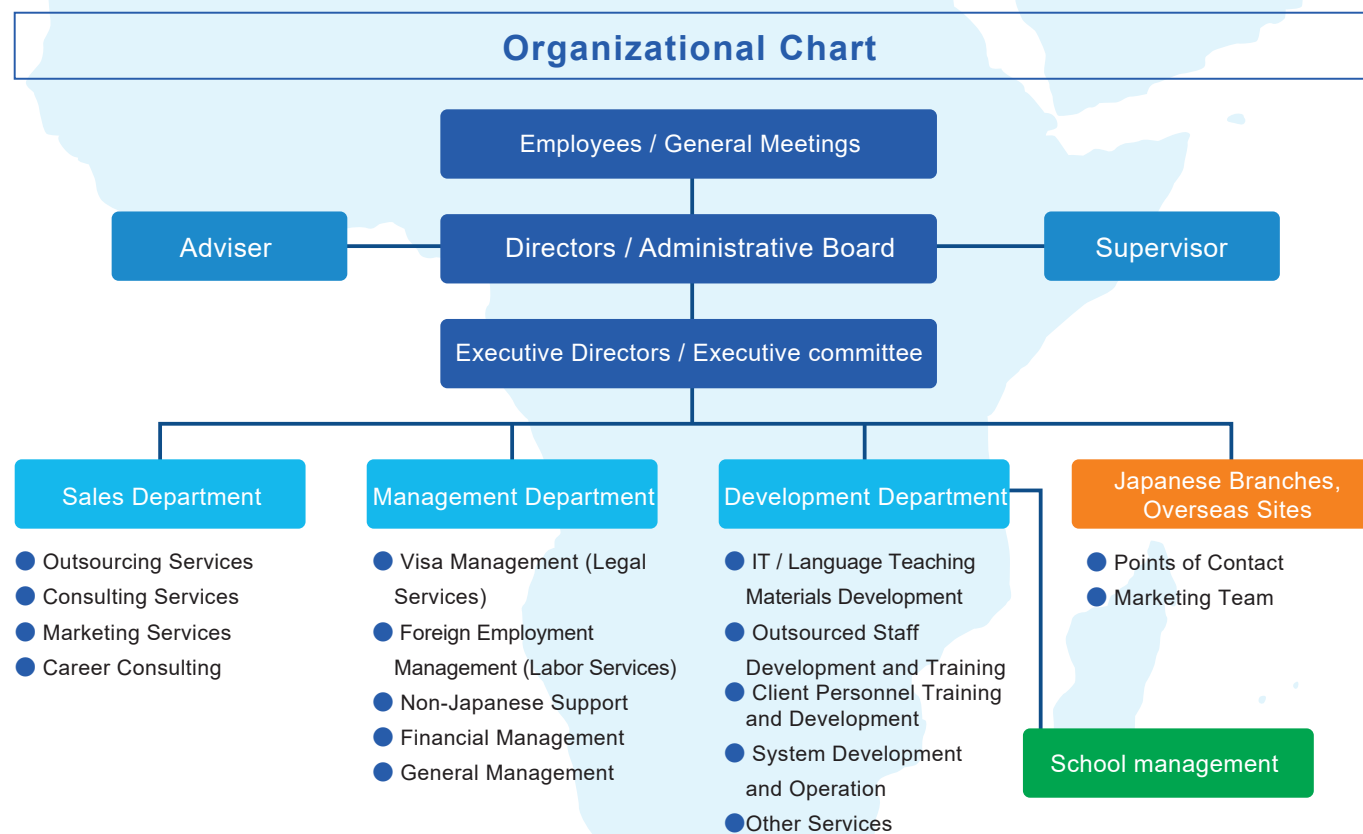 Organizational Chart
Employees / General Meetings
Adviser
Directors / Administrative Board
Supervisor
Executive Directors / Executive committee
Sales Department
● Outsourcing Services
● Consulting Services
● Marketing Services
● Career Consulting
Management Department
● Visa Management (Legal
Services)
● Foreign Employment
Management (Labor Services)
● Non-Japanese Support
● Financial Management
● General Management
Development Department
● IT / Language Teaching
Materials Development
● Outsourced Staff
Development and Training
● Client Personnel Training
and Development
● System Development
and Operation
● Other Services
School management
Japanese Branches,
Overseas Sites
● Points of Contact
● Marketing Team